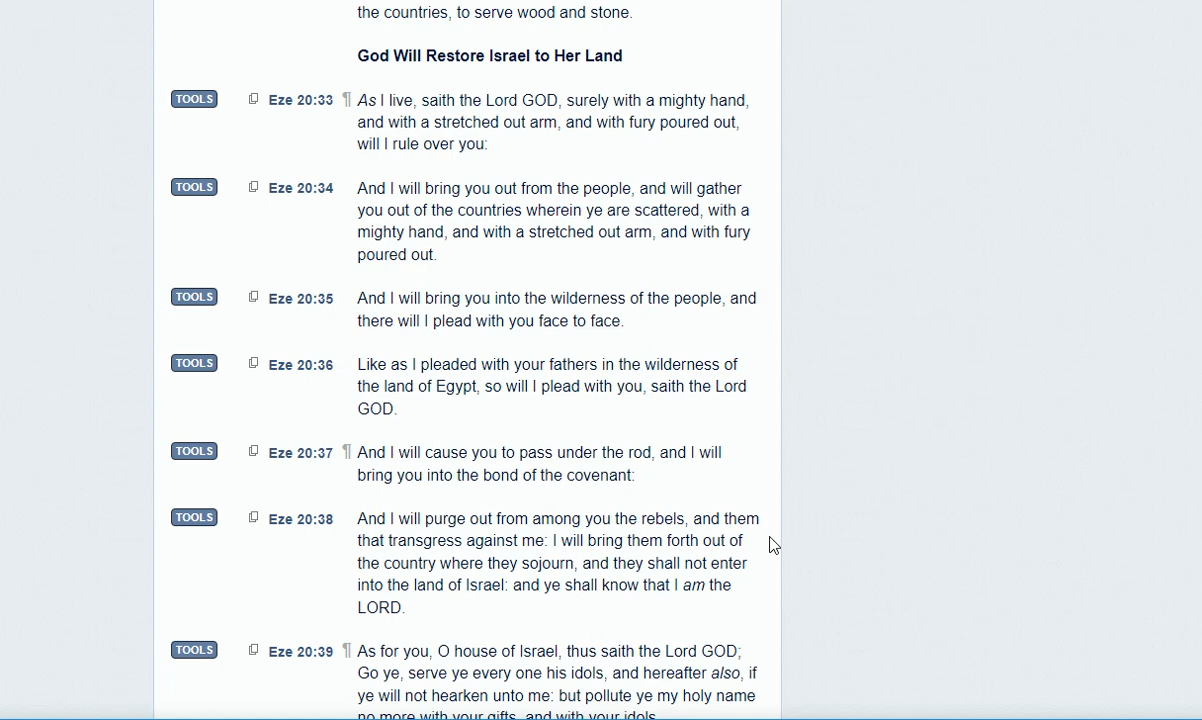 the countries, to serve wood and stone.
God Will Restore Israel to Her Land
TOOLS Eze 20:33 ¶ As I live, saith the Lord GOD, surely with a mighty hand,
and with a stretched out arm, and with fury poured out,
will I rule over you:
TOOLS Eze 20:34 And I will bring you out from the people, and will gather
you out of the countries wherein ye are scattered, with a
mighty hand, and with a stretched out arm, and with fury
poured out.
TOOLS Eze 20:35 And I will bring you into the wilderness of the people, and
there will I plead with you face to face.
TOOLS Eze 20:36 Like as I pleaded with your fathers in the wilderness of
the land of Egypt, so will I plead with you, saith the Lord
GOD.
TOOLS Eze 20:37 ¶ And I will cause you to pass under the rod, and I will
bring you into the bond of the covenant:
TOOLS Eze 20:38 And I will purge out from among you the rebels, and them
that transgress against me: I will bring them forth out of
the country where they sojourn, and they shall not enter
into the land of Israel: and ye shall know that I am the
LORD.
TOOLS Eze 20:39 ¶ As for you, O house of Israel, thus saith the Lord GOD;
Go ye, serve ye every one his idols, and hereafter also, if
ye will not hearken unto me: but pollute ye my holy name
no more with your gifts, and with your idols.